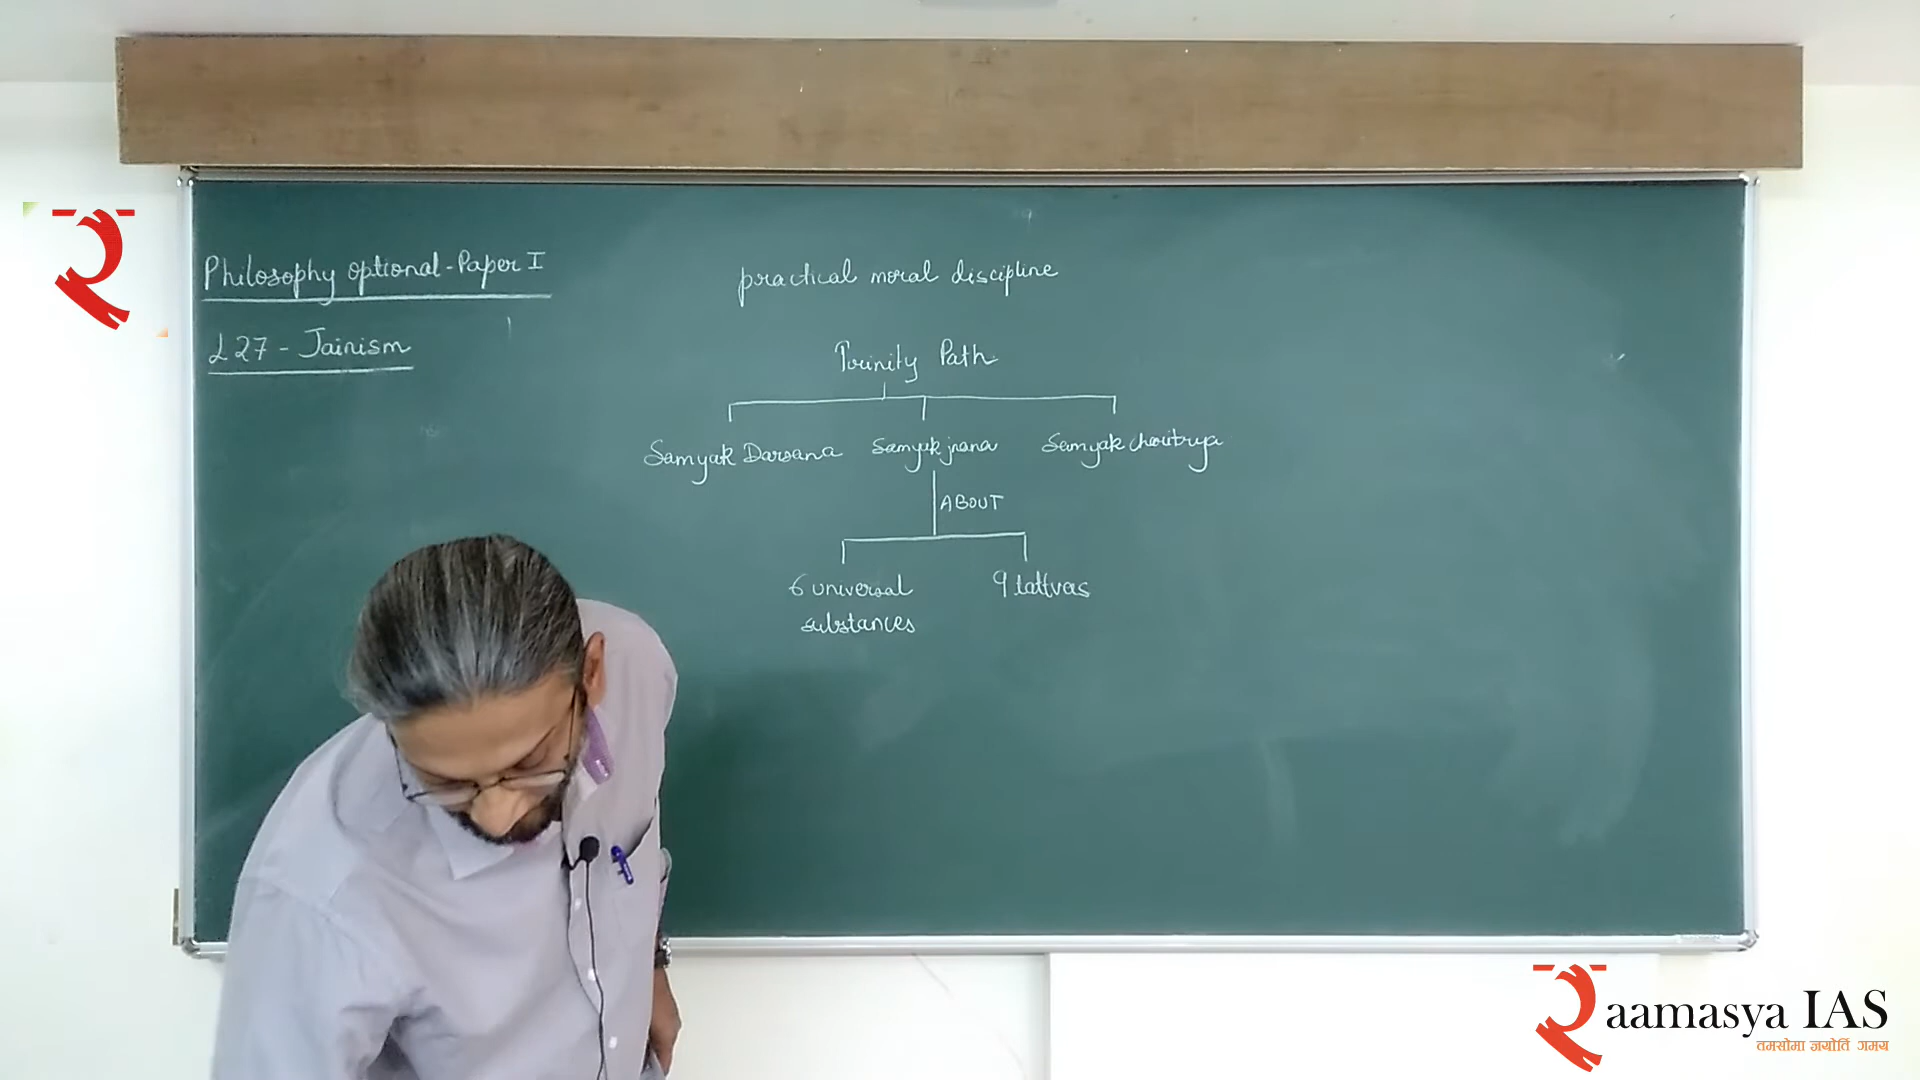 Philosophy optional - Paper I
L27 - Jainism
practical moral discipline
Trinity Path
Samyak Darsana Samyak jnana Samyak charitrya
ABOUT
6 universal 9 tattvas
substances
Raamasya IAS
तमसोमा ज्योर्ति गमय